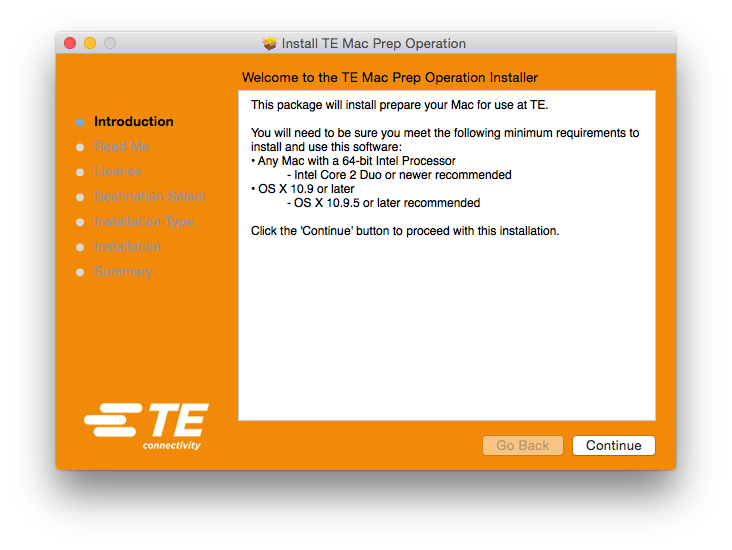 Install TE Mac Prep Operation
Welcome to the TE Mac Prep Operation Installer
Introduction
Read Me
License
Destination Select
Installation Type
Installation
Summary
This package will install prepare your Mac for use at TE.
You will need to be sure you meet the following minimum requirements to
install and use this software:
• Any Mac with a 64-bit Intel Processor
- Intel Core 2 Duo or newer recommended
• OS X 10.9 or later
- OS X 10.9.5 or later recommended
Click the 'Continue' button to proceed with this installation.
TE
connectivity
Go Back
Continue